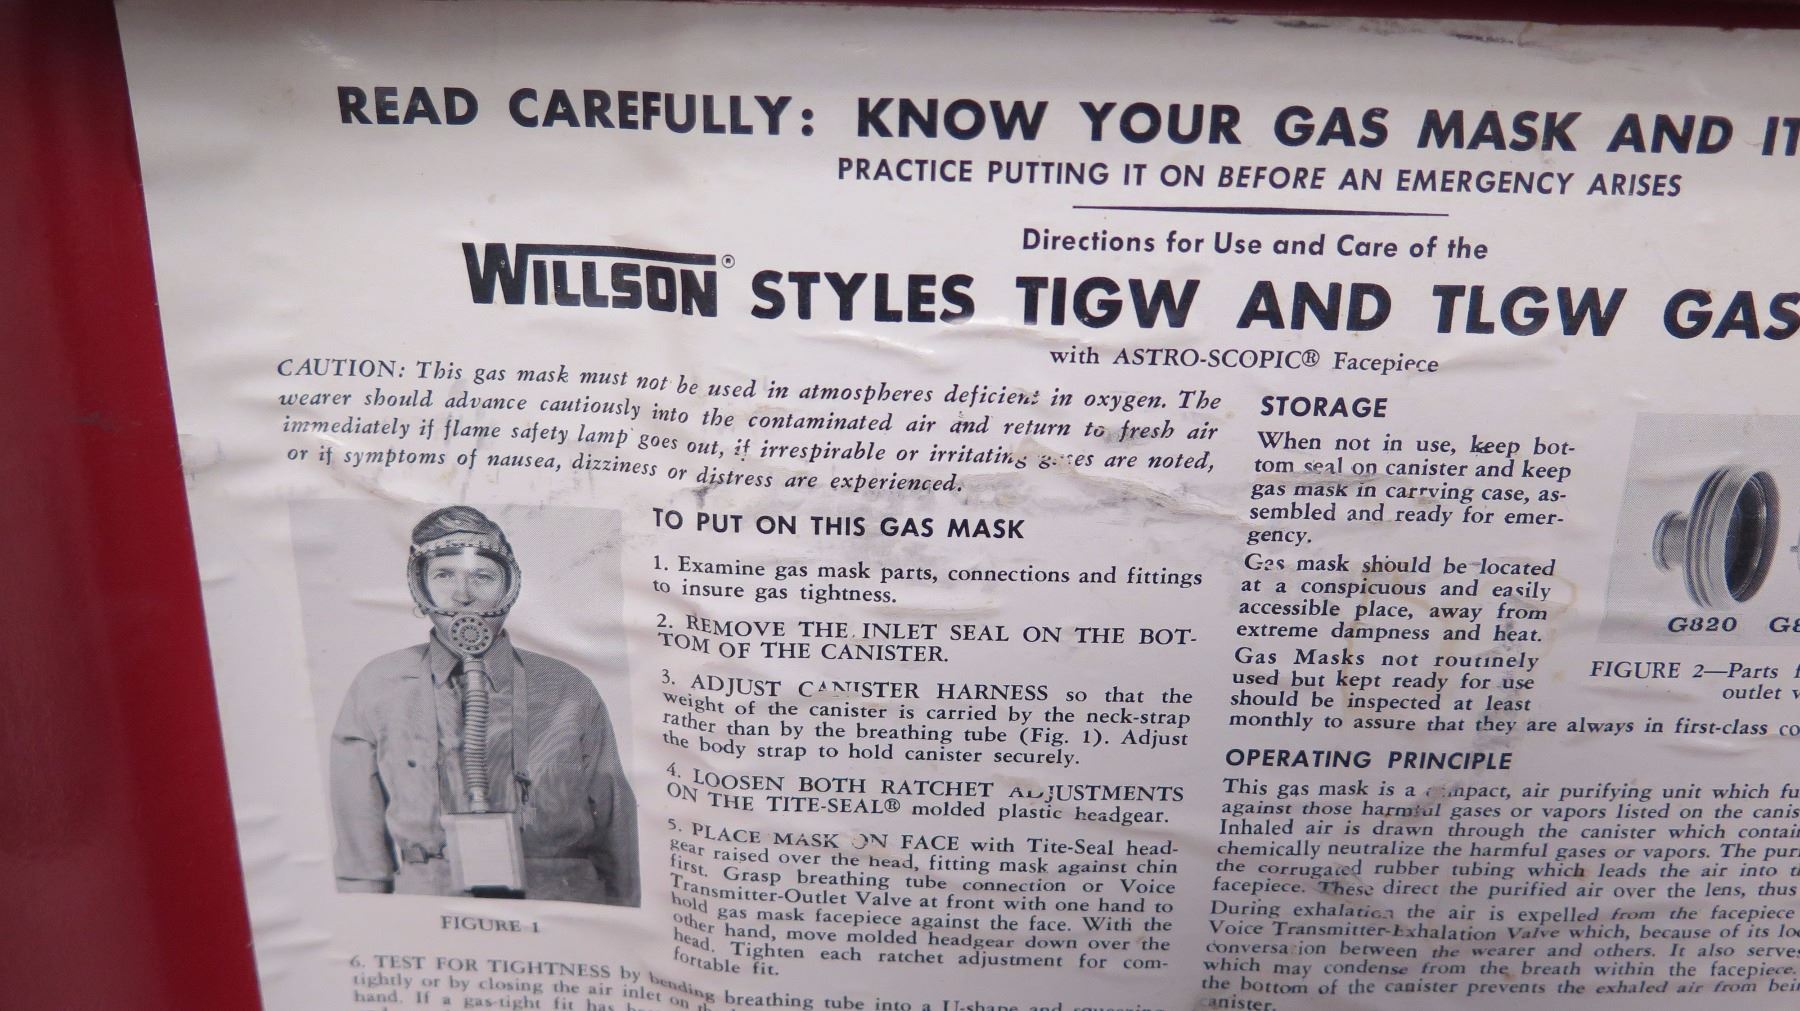 READ CAREFULLY: KNOW YOUR GAS MASK AND IT
PRACTICE PUTTING IT ON BEFORE AN EMERGENCY ARISES
Directions for Use and Care of the
WILLSON® STYLES TIGW AND TLGW GAS
with ASTRO-SCOPIC® Facepiece
CAUTION: This gas mask must not be used in atmospheres deficient in oxygen. The
wearer should advance cautiously into the contaminated air and return to fresh air
immediately if flame safety lamp goes out, if irrespirable or irritating gases are noted,
or if symptoms of nausea, dizziness or distress are experienced.
FIGURE 1
TO PUT ON THIS GAS MASK
1. Examine gas mask parts, connections and fittings
to insure gas tightness.
2. REMOVE THE INLET SEAL ON THE BOT-
TOM OF THE CANISTER.
3. ADJUST CANISTER HARNESS so that the
weight of the canister is carried by the neck-strap
rather than by the breathing tube (Fig. 1). Adjust
the body strap to hold canister securely.
4. LOOSEN BOTH RATCHET ADJUSTMENTS
ON THE TITE-SEAL® molded plastic headgear.
5. PLACE MASK ON FACE with Tite-Seal head-
gear raised over the head, fitting mask against chin
first. Grasp breathing tube connection or Voice
Transmitter-Outlet Valve at front with one hand to
hold gas mask facepiece against the face. With the
other hand, move molded headgear down over the
head. Tighten each ratchet adjustment for com-
fortable fit.
6. TEST FOR TIGHTNESS by bending breathing tube into a U-shape and squeezing
tightly or by closing the air inlet on
hand. If a gas-tight fit has
STORAGE
When not in use, keep bot-
tom seal on canister and keep
gas mask in carrying case, as-
sembled and ready for emer-
gency.
Gas mask should be located
at a conspicuous and easily
accessible place, away from
extreme dampness and heat.
Gas Masks not routinely
used but kept ready for use
should be inspected at least
monthly to assure that they are always in first-class co
G820 G8
FIGURE 2—Parts f
outlet v
OPERATING PRINCIPLE
This gas mask is a compact, air purifying unit which fu
against those harmful gases or vapors listed on the canis
Inhaled air is drawn through the canister which contai
chemically neutralize the harmful gases or vapors. The puri
the corrugated rubber tubing which leads the air into t
facepiece. These direct the purified air over the lens, thus
During exhalation the air is expelled from the facepiece
Voice Transmitter-Exhalation Valve which, because of its lo
conversation between the wearer and others. It also serve
which may condense from the breath within the facepiece.
the bottom of the canister prevents the exhaled air from bei
canister.